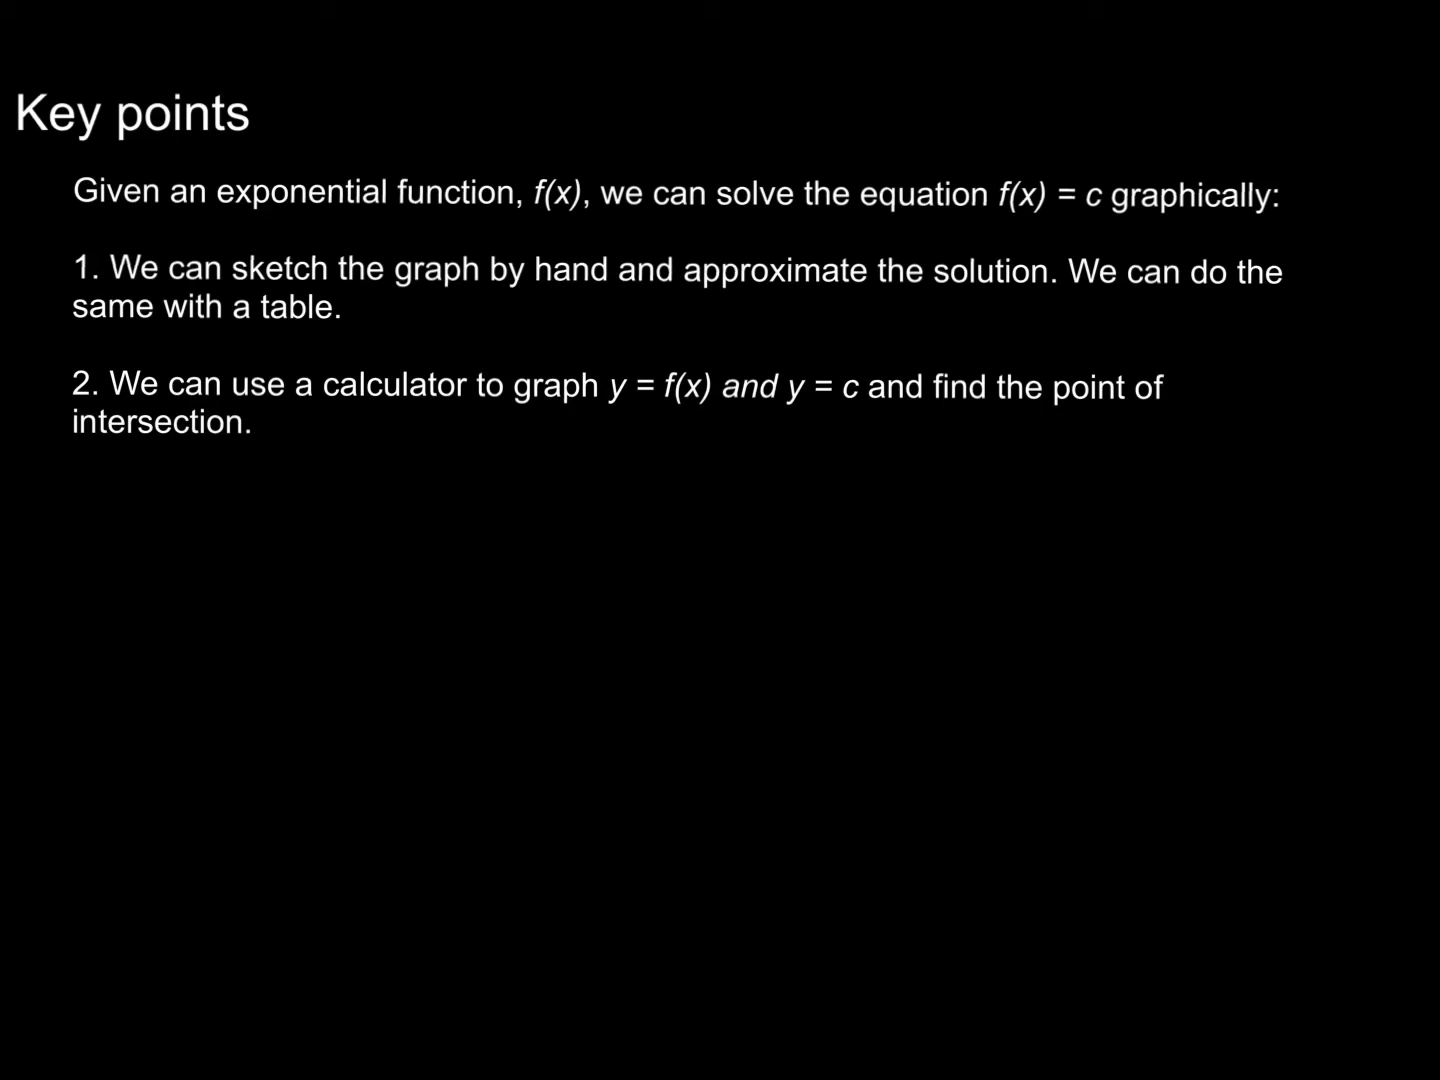 Key points
Given an exponential function, f(x), we can solve the equation f(x) = c graphically:
1. We can sketch the graph by hand and approximate the solution. We can do the
same with a table.
2. We can use a calculator to graph y = f(x) and y = c and find the point of
intersection.